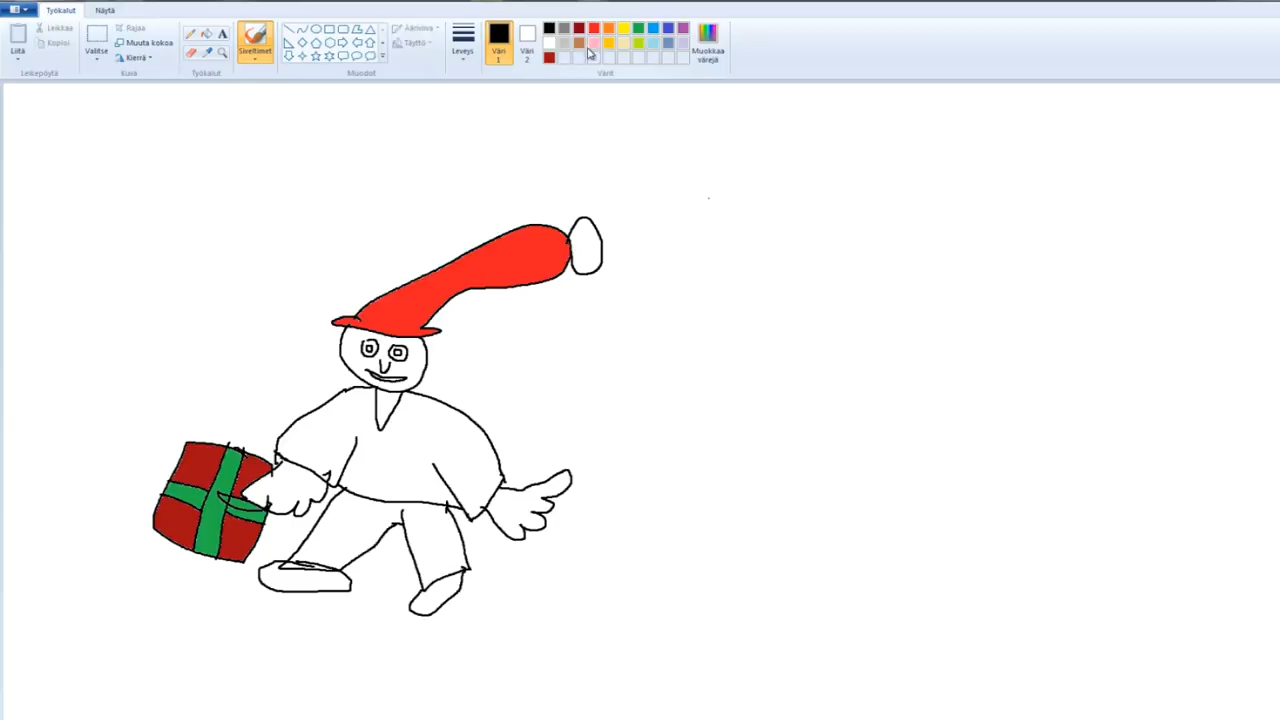 Työkalut Näytä
Liitä
Leikkaa
Kopioi
Leikepöytä
Valitse
Rajaa
Muuta kokoa
Kierrä
Kuva
A
Työkalut
Siveltimet
Ääriviiva
Täyttö
Muodot
Leveys
Väri 1
Väri 2
Muokkaa värejä
Värit